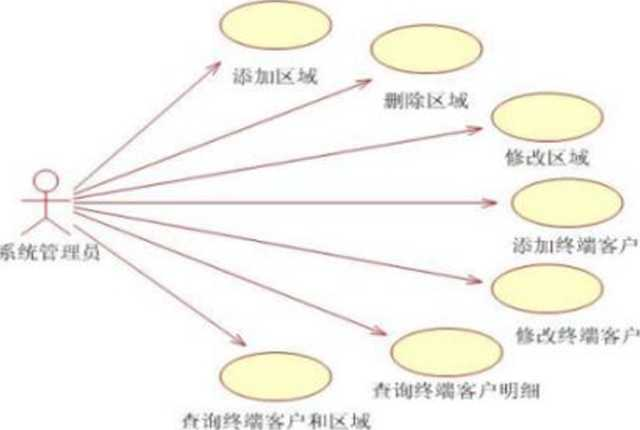 添加区域
删除区域
修改区域
添加终端客户
系统管理员
修改终端客户
查询终端客户明细
查询终端客户和区域